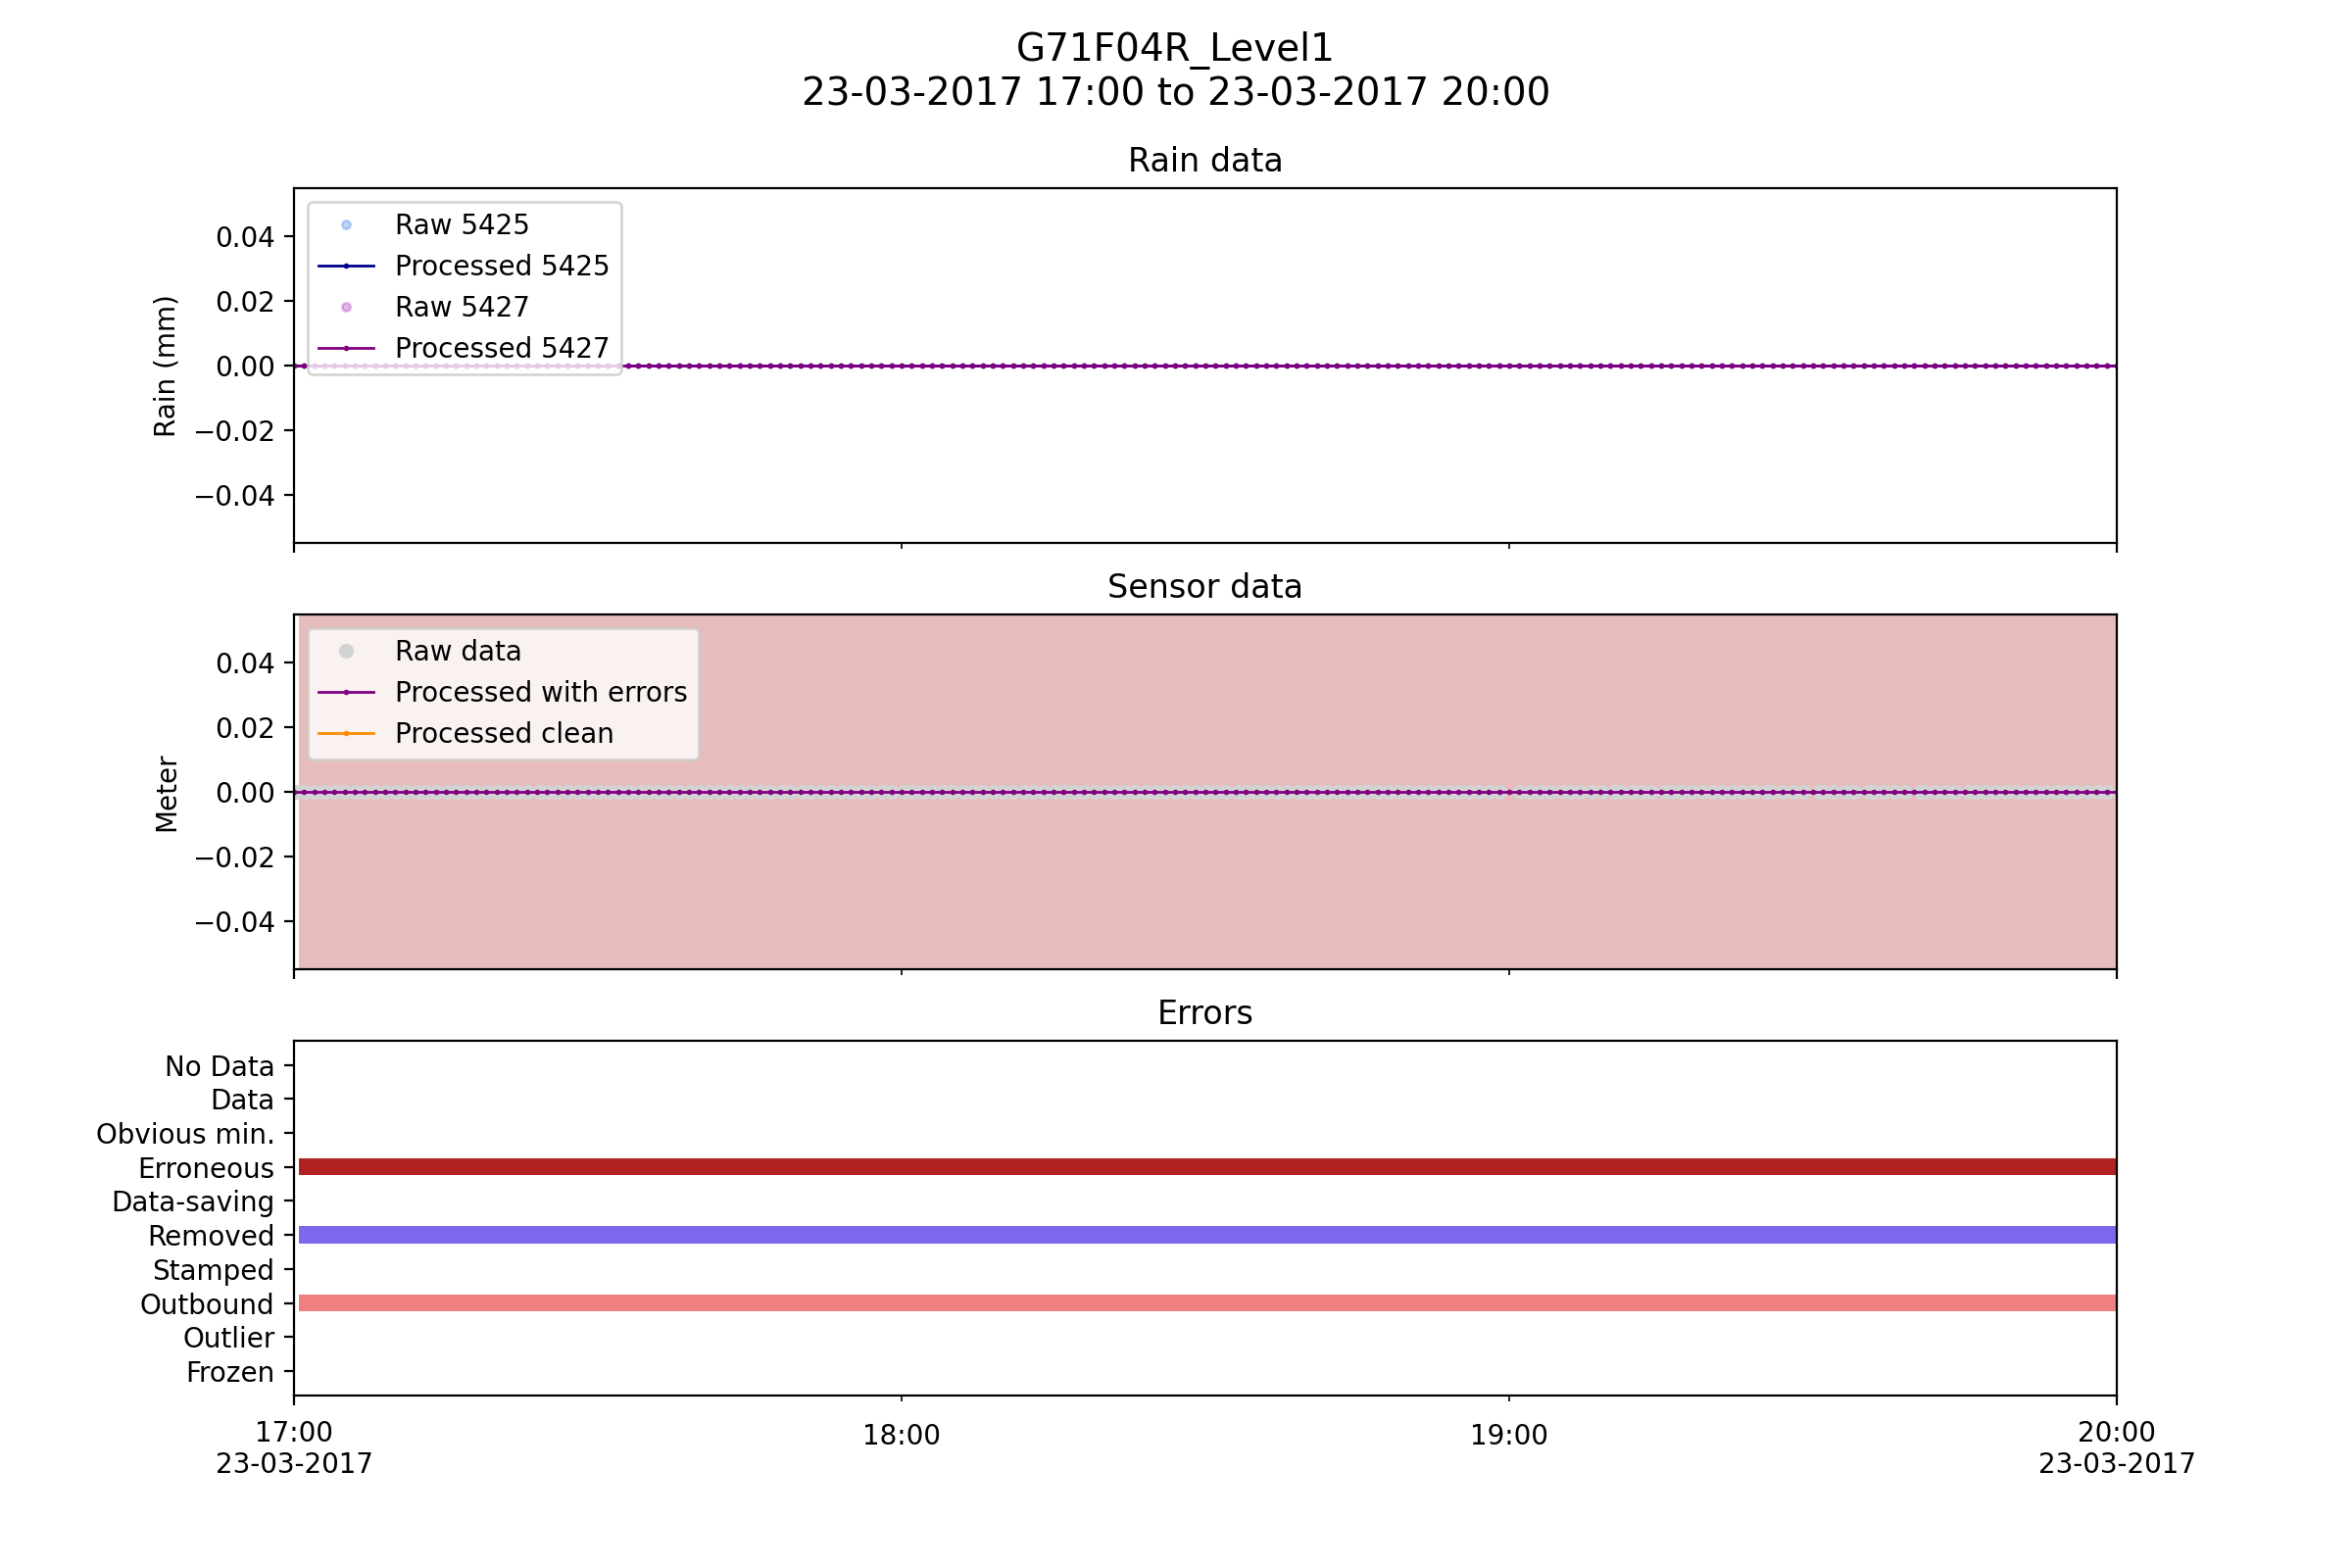 G71F04R_Level1
23-03-2017 17:00 to 23-03-2017 20:00
Rain data
Rain (mm)
0.04
0.02
0.00
−0.02
−0.04
Raw 5425
Processed 5425
Raw 5427
Processed 5427
Sensor data
Meter
0.04
0.02
0.00
−0.02
−0.04
Raw data
Processed with errors
Processed clean
Errors
No Data
Data
Obvious min.
Erroneous
Data-saving
Removed
Stamped
Outbound
Outlier
Frozen
17:00
23-03-2017
18:00
19:00
20:00
23-03-2017